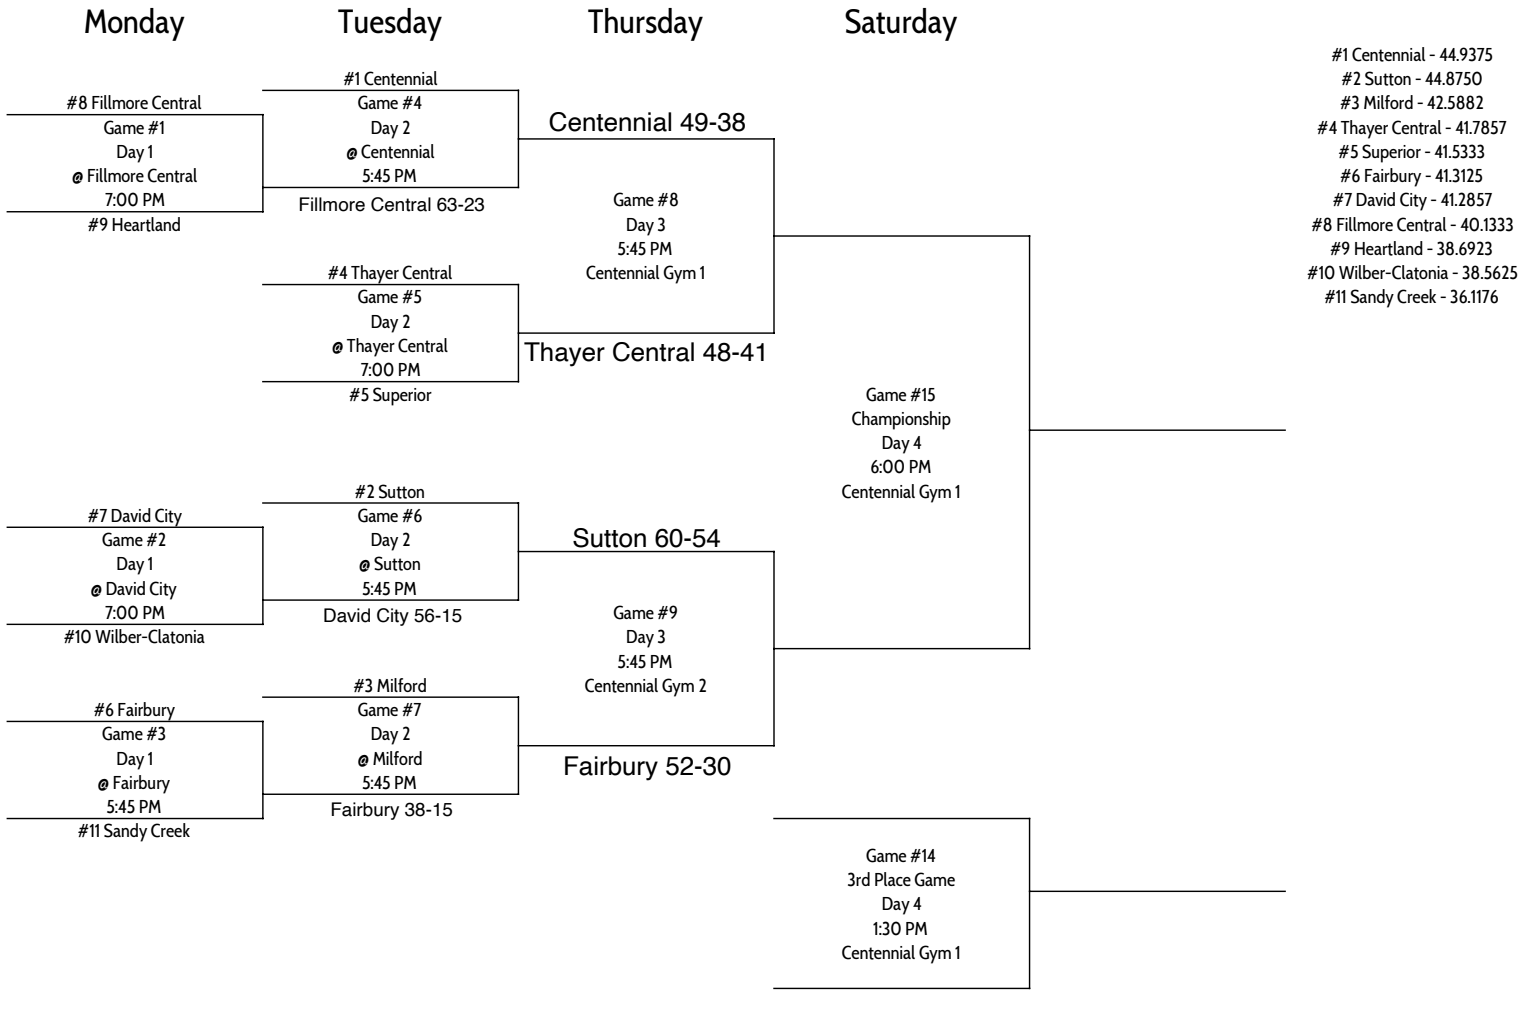 Monday
Tuesday
Thursday
Saturday
#8 Fillmore Central
Game #1
Day 1
@ Fillmore Central
7:00 PM
#9 Heartland
#7 David City
Game #2
Day 1
@ David City
7:00 PM
#10 Wilber-Clatonia
#6 Fairbury
Game #3
Day 1
@ Fairbury
5:45 PM
#11 Sandy Creek
#1 Centennial
Game #4
Day 2
@ Centennial
5:45 PM
Fillmore Central 63-23
#4 Thayer Central
Game #5
Day 2
@ Thayer Central
7:00 PM
#5 Superior
#2 Sutton
Game #6
Day 2
@ Sutton
5:45 PM
David City 56-15
#3 Milford
Game #7
Day 2
@ Milford
5:45 PM
Fairbury 38-15
Centennial 49-38
Game #8
Day 3
5:45 PM
Centennial Gym 1
Thayer Central 48-41
Sutton 60-54
Game #9
Day 3
5:45 PM
Centennial Gym 2
Fairbury 52-30
Game #15
Championship
Day 4
6:00 PM
Centennial Gym 1
Game #14
3rd Place Game
Day 4
1:30 PM
Centennial Gym 1
#1 Centennial - 44.9375
#2 Sutton - 44.8750
#3 Milford - 42.5882
#4 Thayer Central - 41.7857
#5 Superior - 41.5333
#6 Fairbury - 41.3125
#7 David City - 41.2857
#8 Fillmore Central - 40.1333
#9 Heartland - 38.6923
#10 Wilber-Clatonia - 38.5625
#11 Sandy Creek - 36.1176